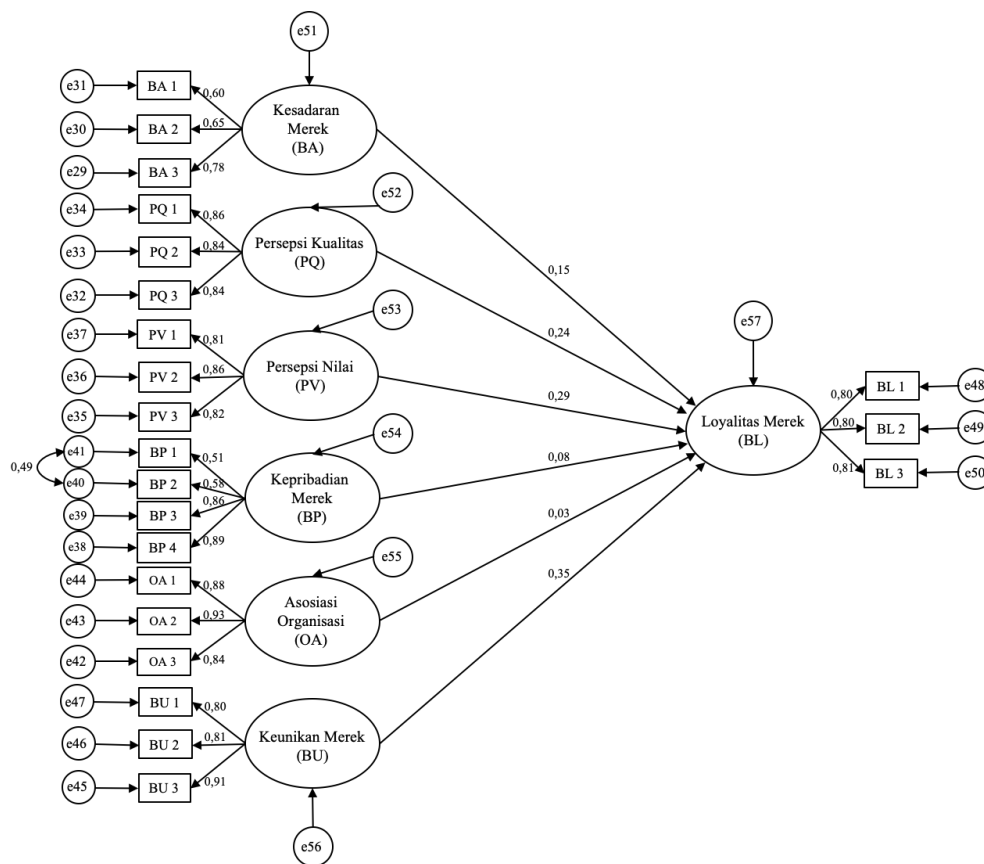 e51
e31
BA 1
0,60
e30
BA 2
0,65
e29
BA 3
0,78
Kesadaran
Merek
(BA)
e52
e34
PQ 1
0,86
e33
PQ 2
0,84
e32
PQ 3
0,84
Persepsi Kualitas
(PQ)
e53
e37
PV 1
0,81
e36
PV 2
0,86
e35
PV 3
0,82
Persepsi Nilai
(PV)
e54
0,49
e41
BP 1
0,51
e40
BP 2
0,58
e39
BP 3
0,86
e38
BP 4
0,89
Kepribadian
Merek
(BP)
e55
e44
OA 1
0,88
e43
OA 2
0,93
e42
OA 3
0,84
Asosiasi
Organisasi
(OA)
e47
BU 1
0,80
e46
BU 2
0,81
e45
BU 3
0,91
Keunikan Merek
(BU)
e56
0,15
0,24
0,29
0,08
0,03
0,35
e57
Loyalitas Merek
(BL)
0,80
BL 1
e48
0,80
BL 2
e49
0,81
BL 3
e50